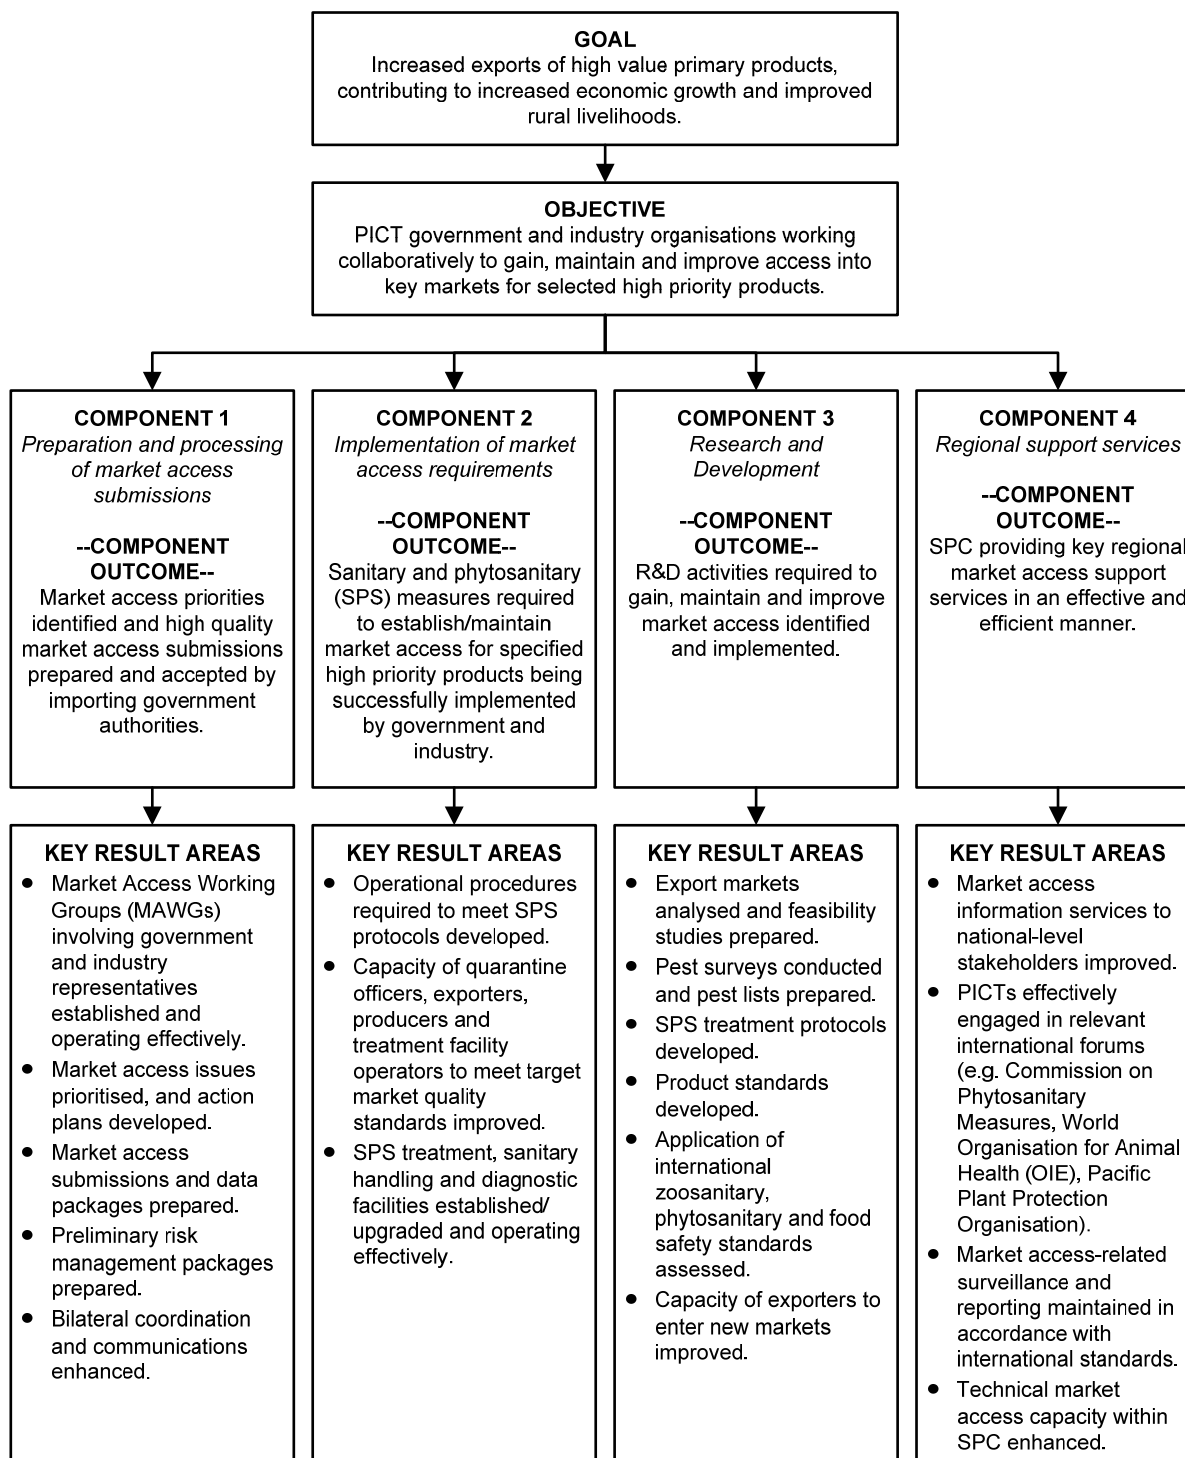 GOAL
Increased exports of high value primary products,
contributing to increased economic growth and improved
rural livelihoods.
OBJECTIVE
PICT government and industry organisations working
collaboratively to gain, maintain and improve access into
key markets for selected high priority products.
COMPONENT 1
Preparation and processing
of market access
submissions
--COMPONENT
OUTCOME--
Market access priorities
identified and high quality
market access submissions
prepared and accepted by
importing government
authorities.
COMPONENT 2
Implementation of market
access requirements
--COMPONENT
OUTCOME--
Sanitary and phytosanitary
(SPS) measures required
to establish/maintain
market access for specified
high priority products being
successfully implemented
by government and
industry.
COMPONENT 3
Research and
Development
--COMPONENT
OUTCOME--
R&D activities required to
gain, maintain and improve
market access identified
and implemented.
COMPONENT 4
Regional support services
--COMPONENT
OUTCOME--
SPC providing key regional
market access support
services in an effective and
efficient manner.
KEY RESULT AREAS
● Market Access Working
Groups (MAWGs)
involving government
and industry
representatives
established and
operating effectively.
● Market access issues
prioritised, and action
plans developed.
● Market access
submissions and data
packages prepared.
● Preliminary risk
management packages
prepared.
● Bilateral coordination
and communications
enhanced.
KEY RESULT AREAS
● Operational procedures
required to meet SPS
protocols developed.
● Capacity of quarantine
officers, exporters,
producers and
treatment facility
operators to meet target
market quality
standards improved.
● SPS treatment, sanitary
handling and diagnostic
facilities established/
upgraded and operating
effectively.
KEY RESULT AREAS
● Export markets
analysed and feasibility
studies prepared.
● Pest surveys conducted
and pest lists prepared.
● SPS treatment protocols
developed.
● Product standards
developed.
● Application of
international
zoosanitary,
phytosanitary and food
safety standards
assessed.
● Capacity of exporters to
enter new markets
improved.
KEY RESULT AREAS
● Market access
information services to
national-level
stakeholders improved.
● PICTs effectively
engaged in relevant
international forums
(e.g. Commission on
Phytosanitary
Measures, World
Organisation for Animal
Health (OIE), Pacific
Plant Protection
Organisation).
● Market access-related
surveillance and
reporting maintained in
accordance with
international standards.
● Technical market
access capacity within
SPC enhanced.